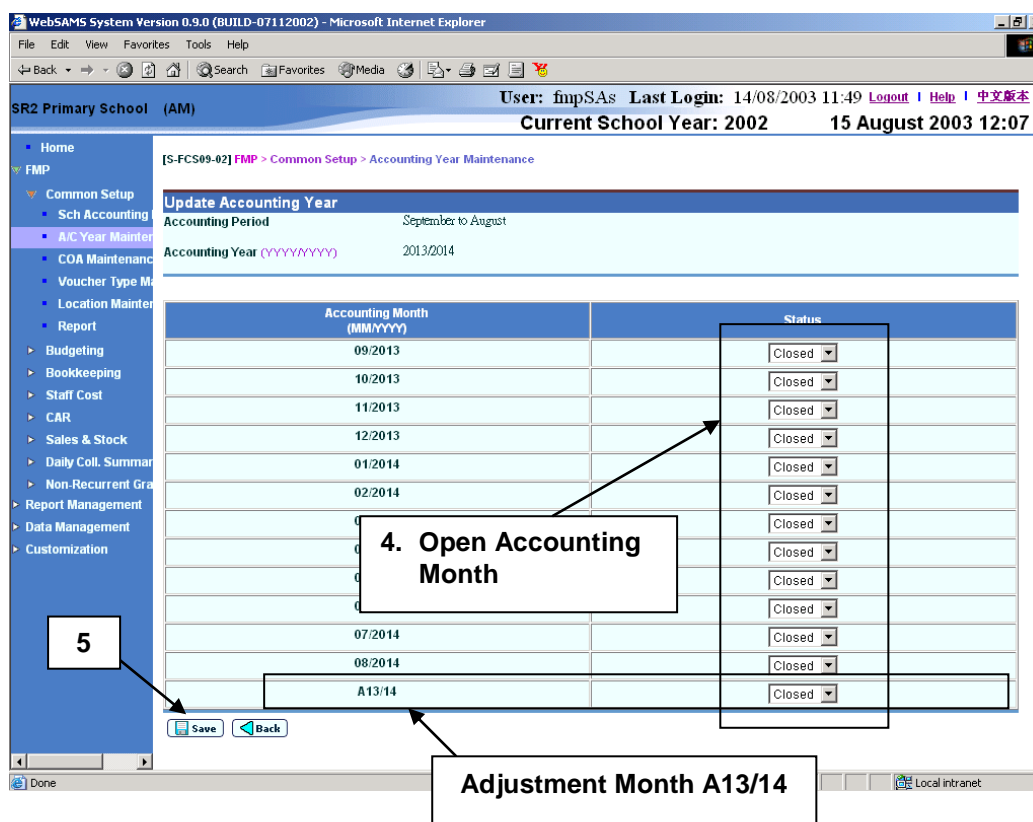 WebSAMS System Version 0.9.0 (BUILD-07112002) - Microsoft Internet Explorer
File Edit View Favorites Tools Help
Back Search Favorites Media
SR2 Primary School (AM)
User: fmpSAs Last Login: 14/08/2003 11:49 Logout | Help | 中文版本
Current School Year: 2002 15 August 2003 12:07
Home
FMP
Common Setup
Sch Accounting
A/C Year Mainter
COA Maintenanc
Voucher Type Ma
Location Mainter
Report
Budgeting
Bookkeeping
Staff Cost
CAR
Sales & Stock
Daily Coll. Summar
Non-Recurrent Gra
Report Management
Data Management
Customization
[S-FCS09-02] FMP > Common Setup > Accounting Year Maintenance
Update Accounting Year
Accounting Period September to August
Accounting Year (YYYY/YYYY) 2013/2014
Accounting Month
(MM/YYYY)
Status
09/2013 Closed
10/2013 Closed
11/2013 Closed
12/2013 Closed
01/2014 Closed
02/2014 Closed
0 Closed
0 Closed
0 Closed
0 Closed
07/2014 Closed
08/2014 Closed
A13/14 Closed
4. Open Accounting
Month
5
Save Back
Adjustment Month A13/14
Done Local intranet